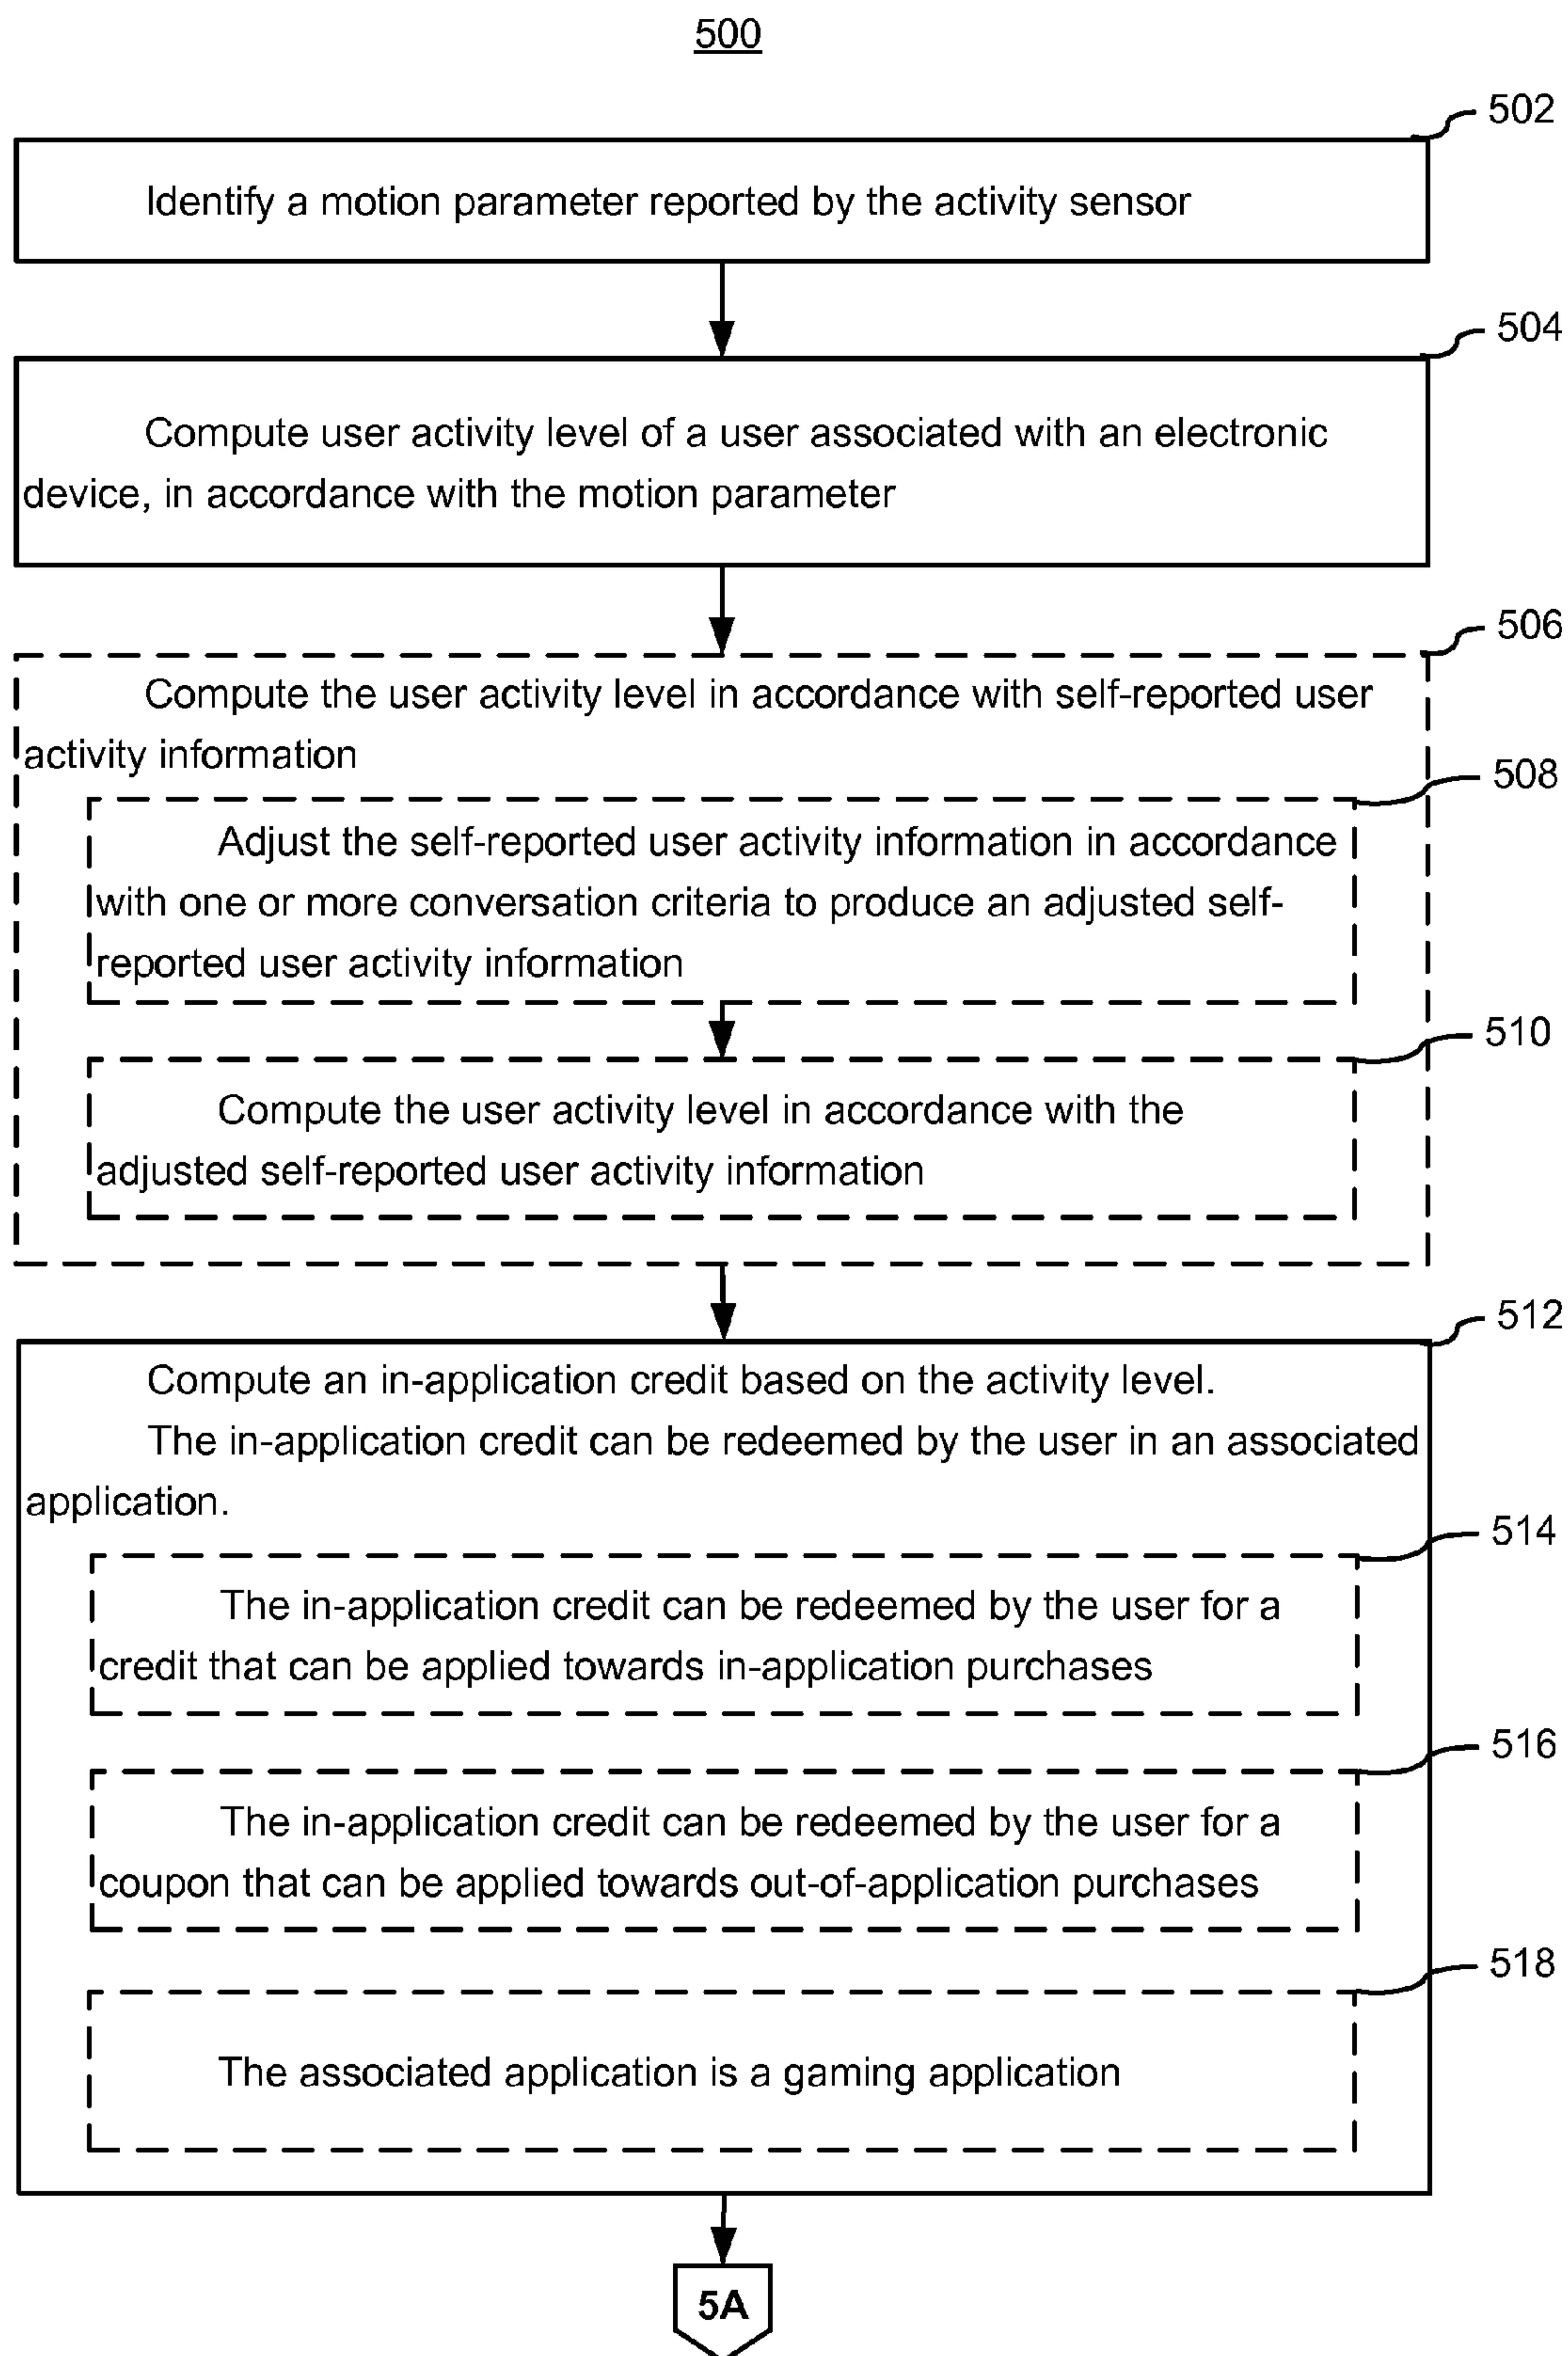 500
502
Identify a motion parameter reported by the activity sensor
504
Compute user activity level of a user associated with an electronic
device, in accordance with the motion parameter
506
Compute the user activity level in accordance with self-reported user
activity information
508
Adjust the self-reported user activity information in accordance
with one or more conversation criteria to produce an adjusted self-
reported user activity information
510
Compute the user activity level in accordance with the
adjusted self-reported user activity information
512
Compute an in-application credit based on the activity level.
The in-application credit can be redeemed by the user in an associated
application.
514
The in-application credit can be redeemed by the user for a
credit that can be applied towards in-application purchases
516
The in-application credit can be redeemed by the user for a
coupon that can be applied towards out-of-application purchases
518
The associated application is a gaming application
5A